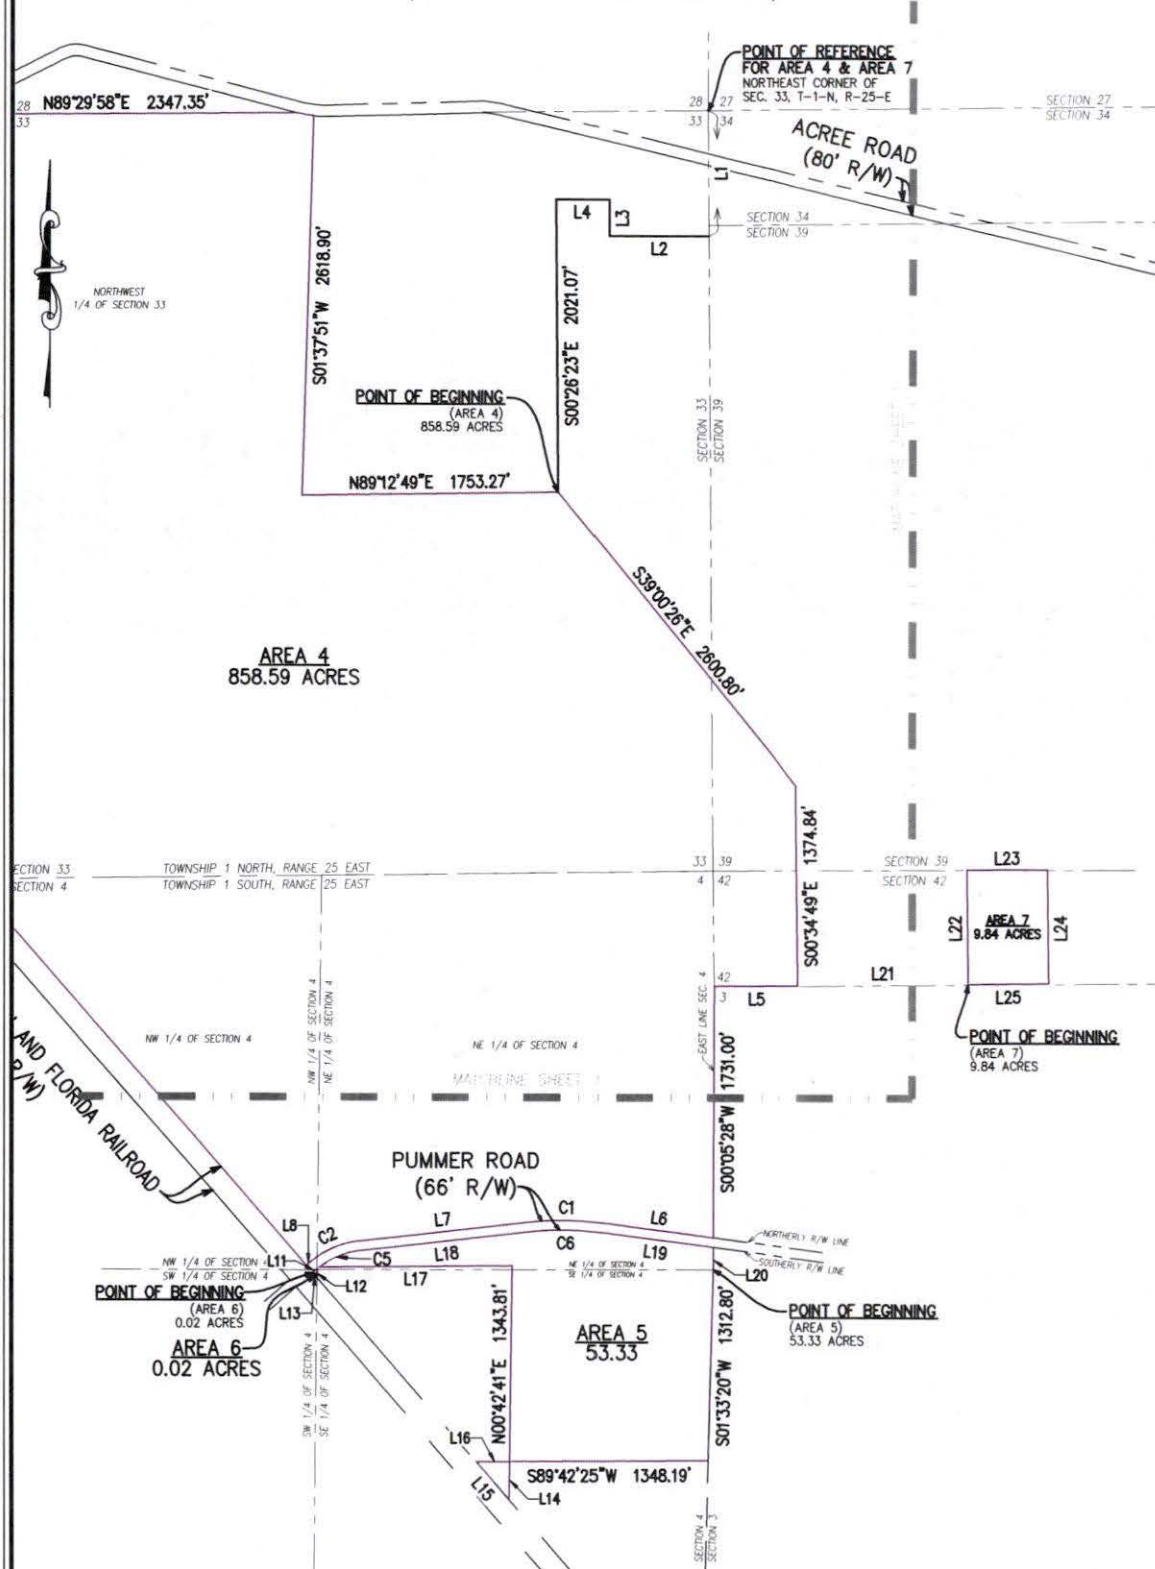 POINT OF REFERENCE
FOR AREA 4 & AREA 7
NORTHEAST CORNER OF
SEC. 33, T-1-N, R-25-E
28
33
N89°29'58"E 2347.35'
28 27
33 34
SECTION 27
SECTION 34
ACREE ROAD
(80' R/W)
L1
L4
L3
L2
SECTION 34
SECTION 39
NORTHWEST
1/4 OF SECTION 33
S01°37'51"W 2618.90'
S00°26'23"E 2021.07'
POINT OF BEGINNING
(AREA 4)
858.59 ACRES
SECTION 33
SECTION 39
N89°12'49"E 1753.27'
S39°00'26"E 2600.80'
AREA 4
858.59 ACRES
S00°34'49"E 1374.84'
ECTION 33
SECTION 4
TOWNSHIP 1 NORTH, RANGE 25 EAST
TOWNSHIP 1 SOUTH, RANGE 25 EAST
33 39
4 42
SECTION 39
SECTION 42
L23
L22
AREA 7
9.84 ACRES
L24
L21
L25
42
3
L5
POINT OF BEGINNING
(AREA 7)
9.84 ACRES
NW 1/4 OF SECTION 4
NW 1/4 OF SECTION 4
NE 1/4 OF SECTION 4
NE 1/4 OF SECTION 4
EAST LINE SEC. 4
S00°05'28"W 1731.00'
SHEET
AND FLORIDA RAILROAD
R/W)
PUMMER ROAD
(66' R/W)
C1
L8
C2
L7
L6
C6
NORTHERLY R/W LINE
L11
C5
L18
L19
SOUTHERLY R/W LINE
NW 1/4 OF SECTION 4
SW 1/4 OF SECTION 4
L17
NE 1/4 OF SECTION 4
SE 1/4 OF SECTION 4
L20
POINT OF BEGINNING
(AREA 6)
0.02 ACRES
L12
L13
AREA 6
0.02 ACRES
POINT OF BEGINNING
(AREA 5)
53.33 ACRES
AREA 5
53.33
N00°42'41"E 1343.81'
S01°33'20"W 1312.80'
SW 1/4 OF SECTION 4
SE 1/4 OF SECTION 4
L16
S89°42'25"W 1348.19'
L15
L14
SECTION 4
SECTION 3